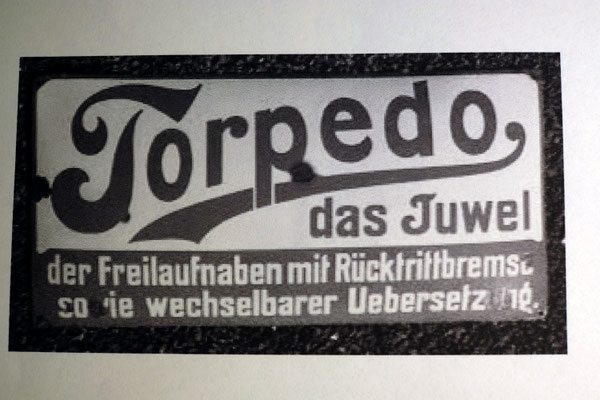 Torpedo,
das Juwel
der Freilaufnaben mit Rücktrittbremse
sowie wechselbarer Uebersetzung.